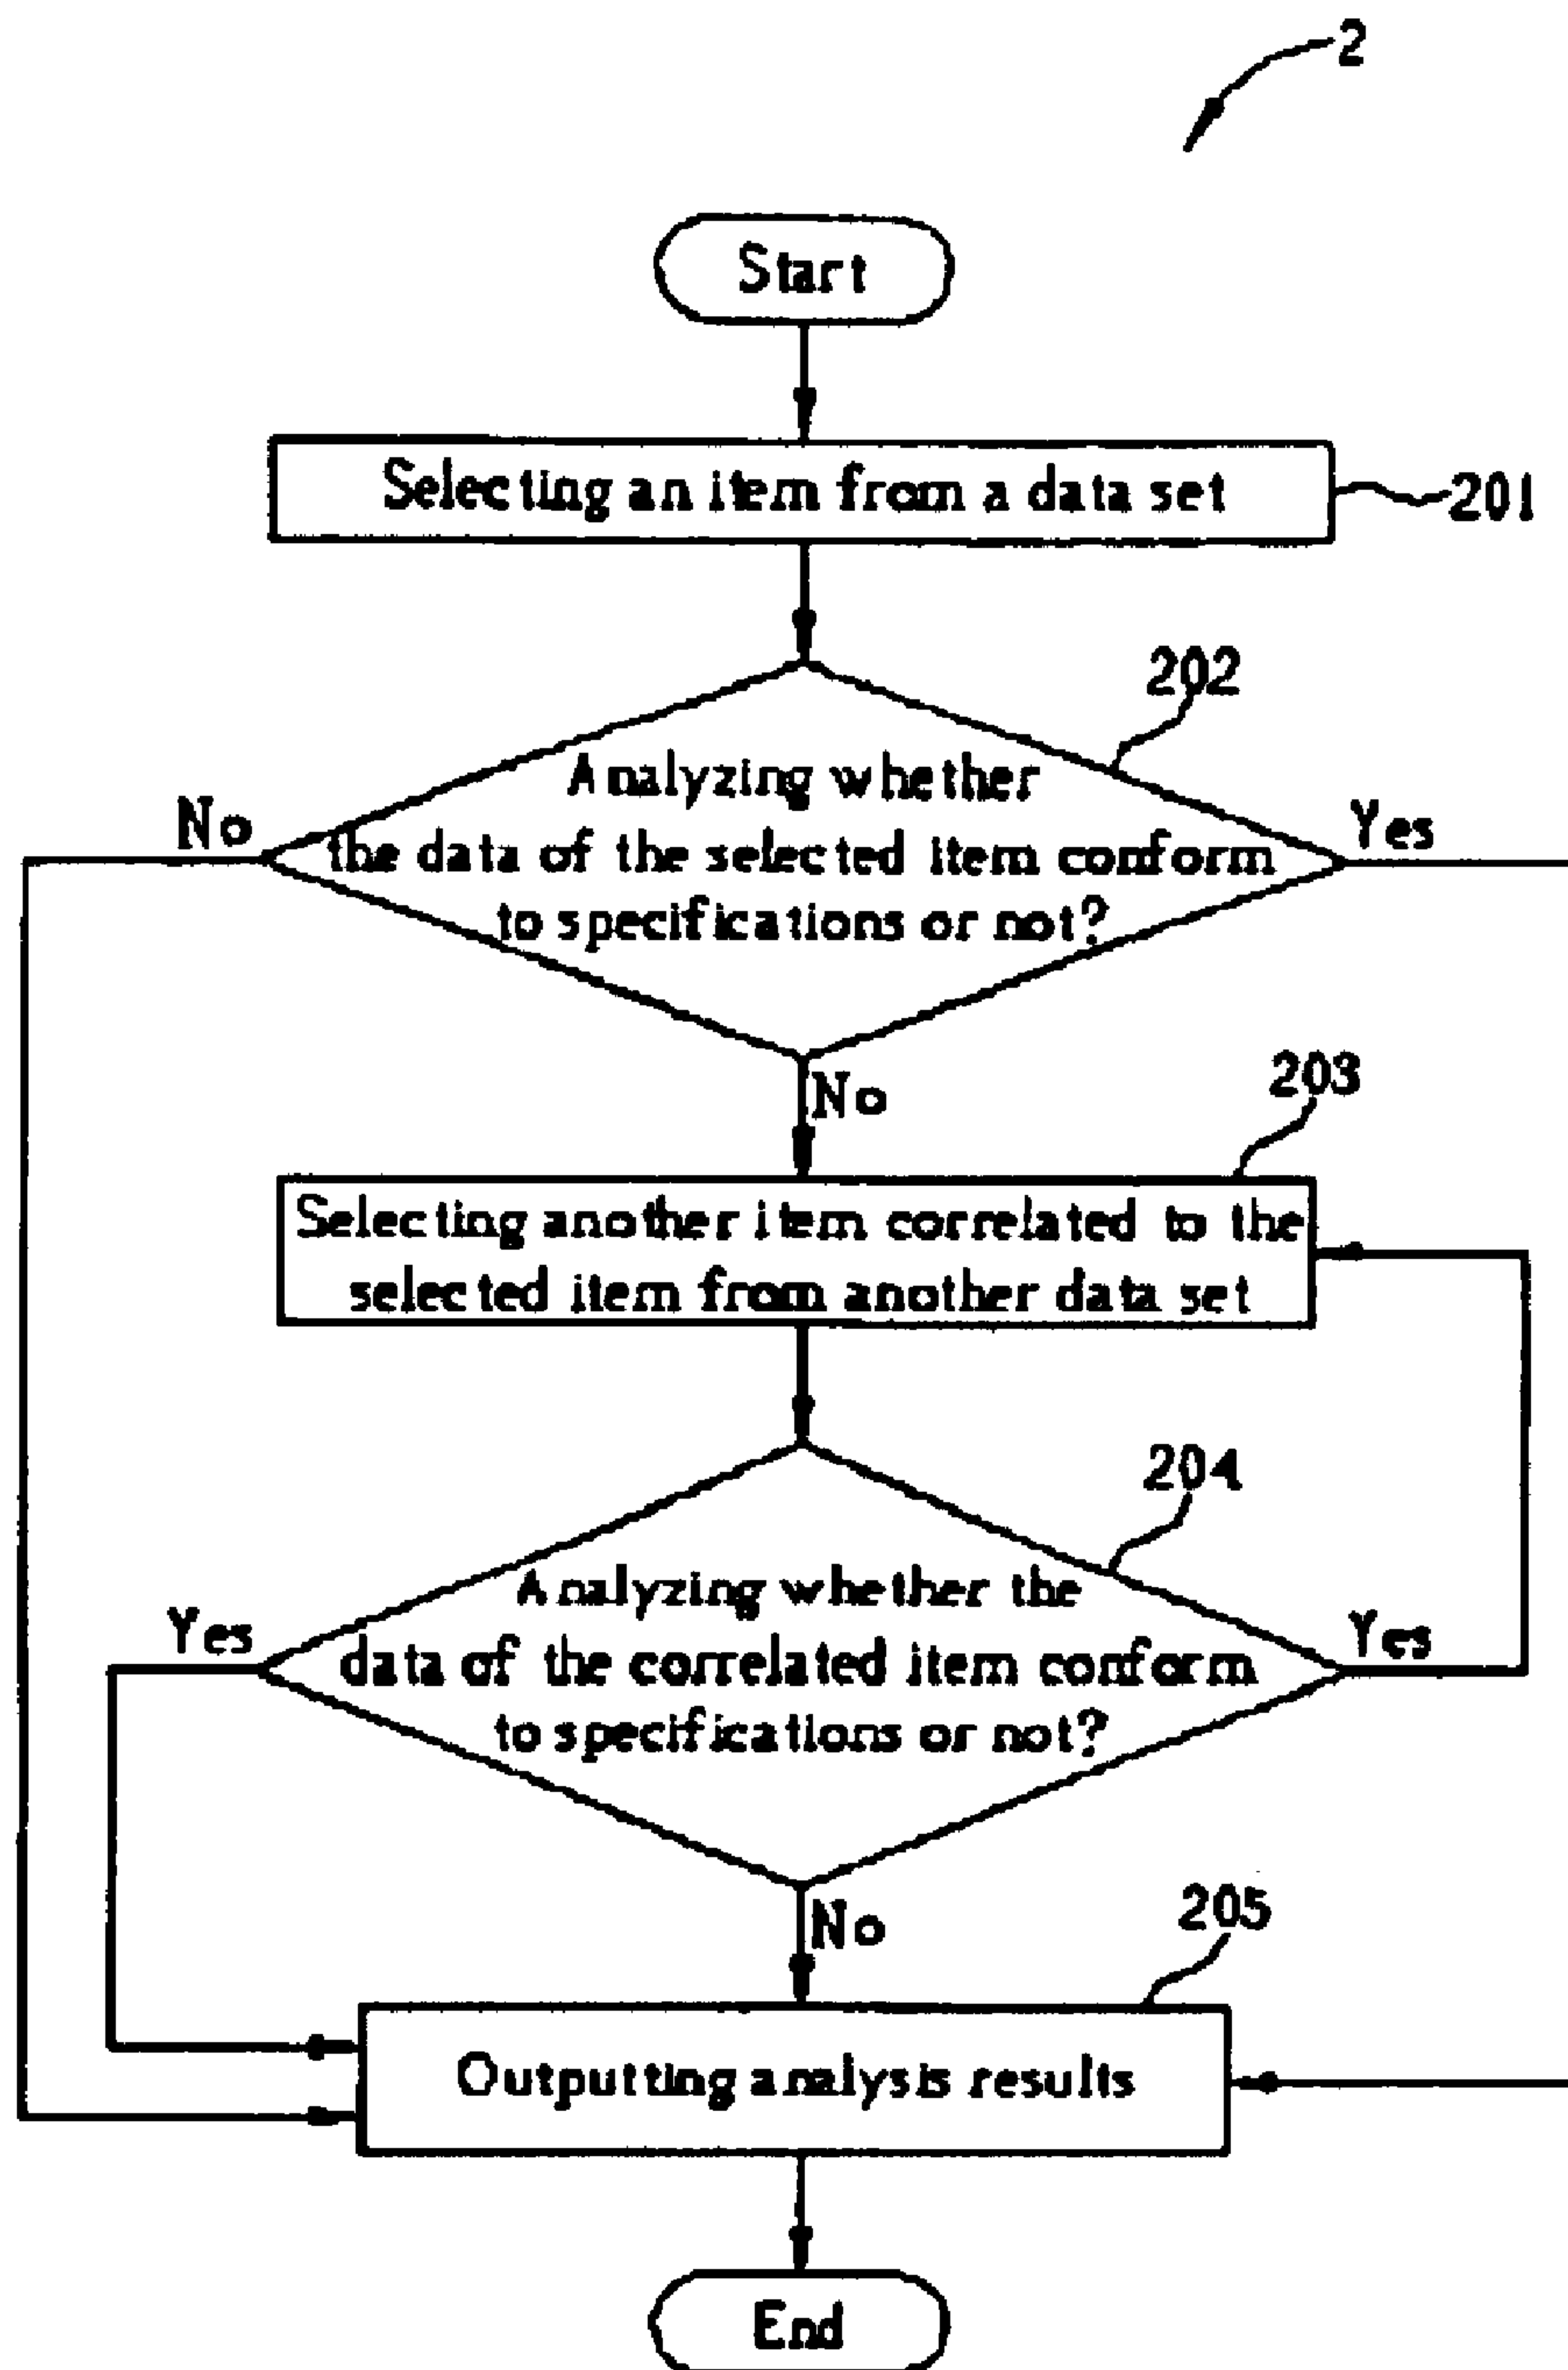 2
Start
Selecting an item from a data set
201
202
Analyzing whether
the data of the selected item conform
to specifications or not?
No
Yes
No
203
Selecting another item correlated to the
selected item from another data set
204
Analyzing whether the
data of the correlated item conform
to specifications or not?
Yes
Yes
No
205
Outputting analysis results
End